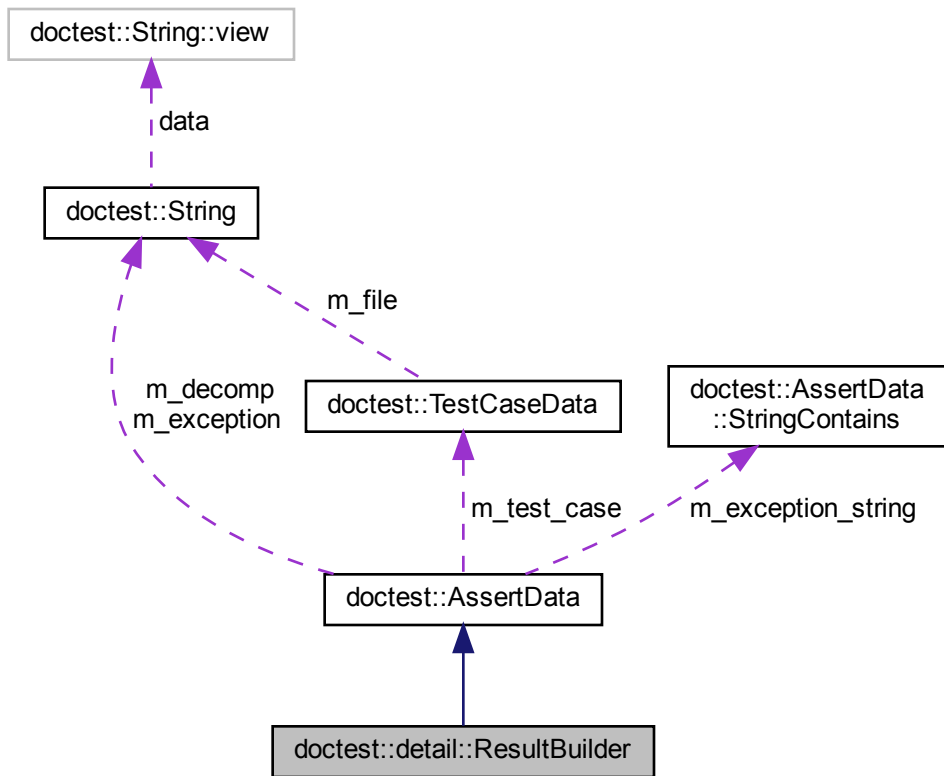 doctest::String::view
data
doctest::String
m_file
m_decomp
m_exception
doctest::TestCaseData
doctest::AssertData
::StringContains
m_test_case
m_exception_string
doctest::AssertData
doctest::detail::ResultBuilder